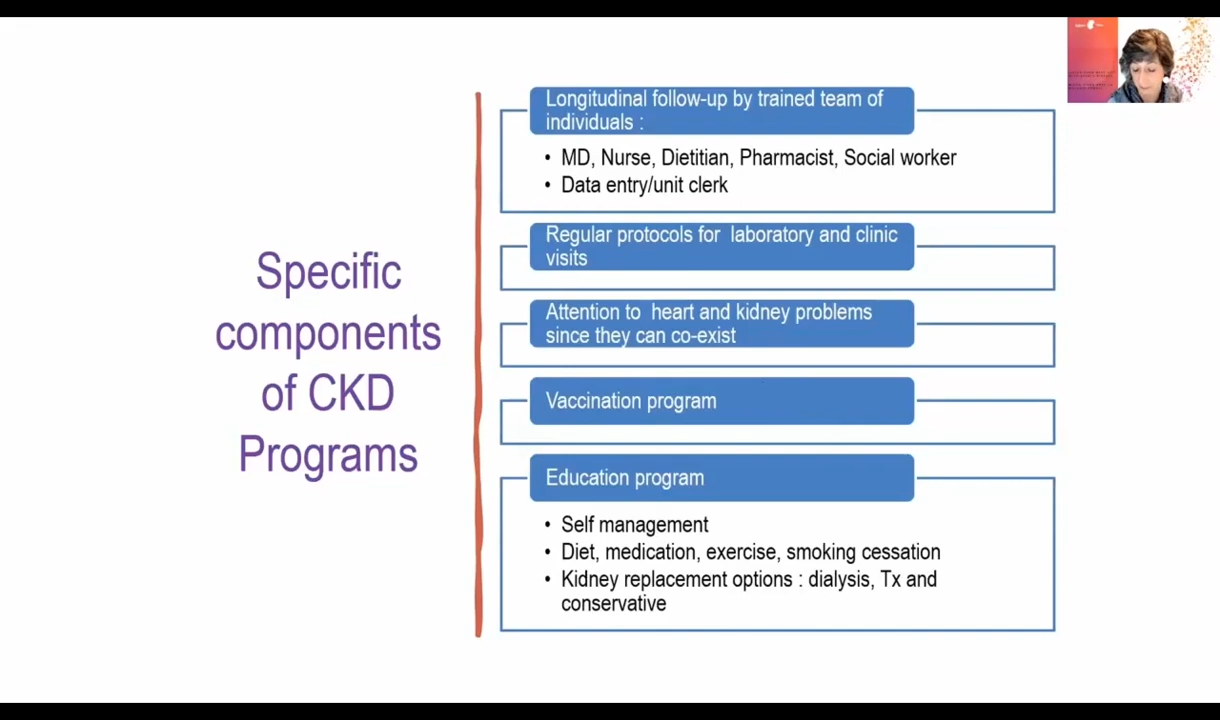 Specific
components
of CKD
Programs
Longitudinal follow-up by trained team of
individuals :
• MD, Nurse, Dietitian, Pharmacist, Social worker
• Data entry/unit clerk
Regular protocols for laboratory and clinic
visits
Attention to heart and kidney problems
since they can co-exist
Vaccination program
Education program
• Self management
• Diet, medication, exercise, smoking cessation
• Kidney replacement options : dialysis, Tx and
conservative